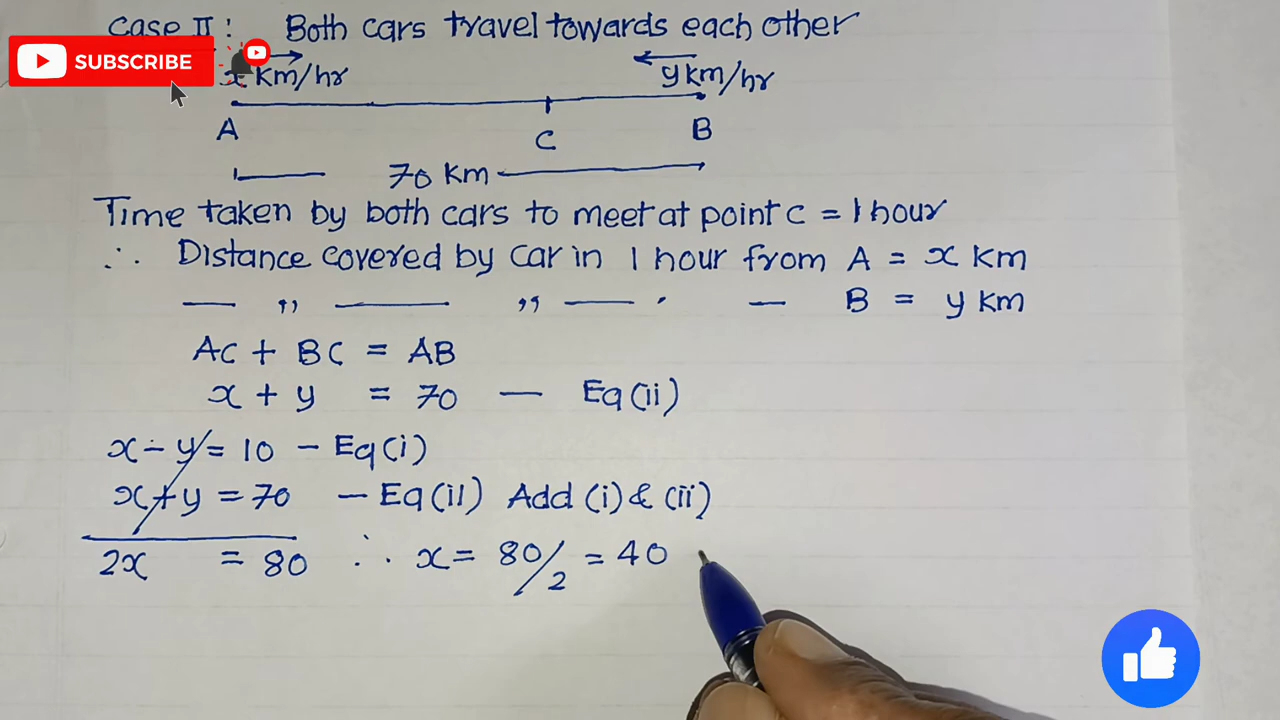 Case II : Both cars travel towards each other
SUBSCRIBE
x km/hr y km/hr
A C B
70 km
Time taken by both cars to meet at point C = 1 hour
∴ Distance covered by car in 1 hour from A = x km
— ,, — ,, — — B = y km
AC + BC = AB
x + y = 70 — Eq (ii)
x - y = 10 - Eq (i)
x + y = 70 - Eq (ii) Add (i) & (ii)
2x = 80 ∴ x = 80/2 = 40